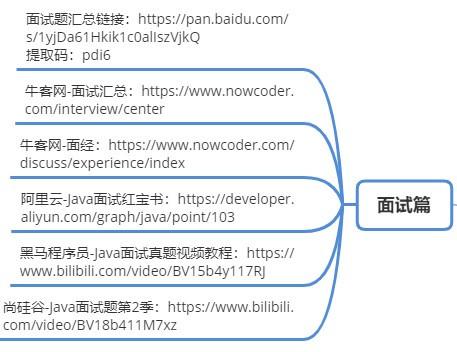 面试题汇总链接：https://pan.baidu.com/
s/1yjDa61Hkik1c0alIszVjkQ
提取码：pdi6
牛客网-面试汇总：https://www.nowcoder.
com/interview/center
牛客网-面经：https://www.nowcoder.com/
discuss/experience/index
阿里云-Java面试红宝书：https://developer.
aliyun.com/graph/java/point/103
黑马程序员-Java面试真题视频教程：https://
www.bilibili.com/video/BV15b4y117RJ
尚硅谷-Java面试题第2季：https://www.bilibili.
com/video/BV18b411M7xz
面试篇